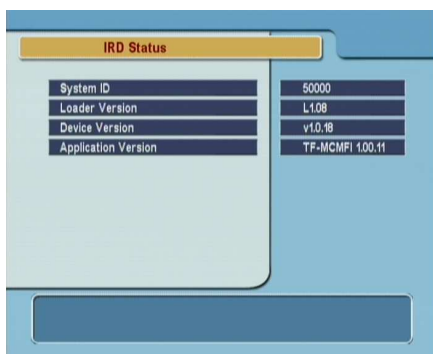 IRD Status
System ID 50000
Loader Version L1.08
Device Version v1.0.18
Application Version TF-MCMFI 1.00.11